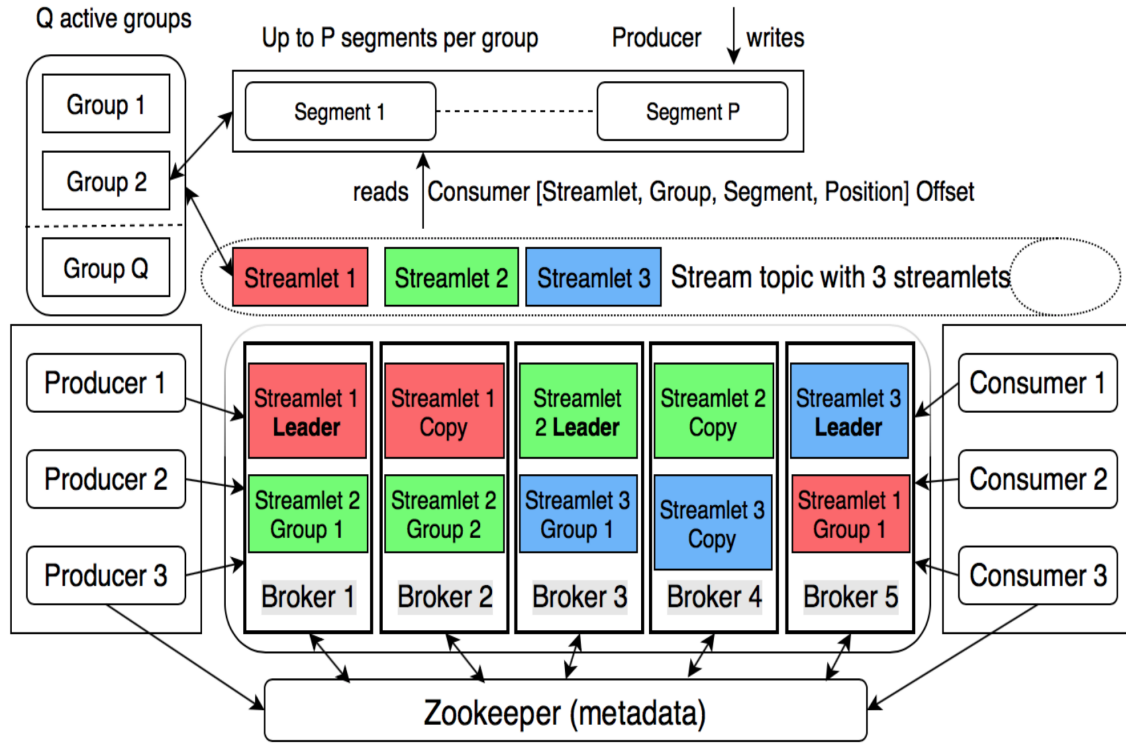 Q active groups
Up to P segments per group
Producer writes
Group 1
Group 2
Group Q
Segment 1
Segment P
reads Consumer [Streamlet, Group, Segment, Position] Offset
Streamlet 1
Streamlet 2
Streamlet 3
Stream topic with 3 streamlets
Producer 1
Producer 2
Producer 3
Streamlet 1
Leader
Streamlet 2
Group 1
Broker 1
Streamlet 1
Copy
Streamlet 2
Group 2
Broker 2
Streamlet
2 Leader
Streamlet 3
Group 1
Broker 3
Streamlet 2
Copy
Streamlet 3
Copy
Broker 4
Streamlet 3
Leader
Streamlet 1
Group 1
Broker 5
Consumer 1
Consumer 2
Consumer 3
Zookeeper (metadata)